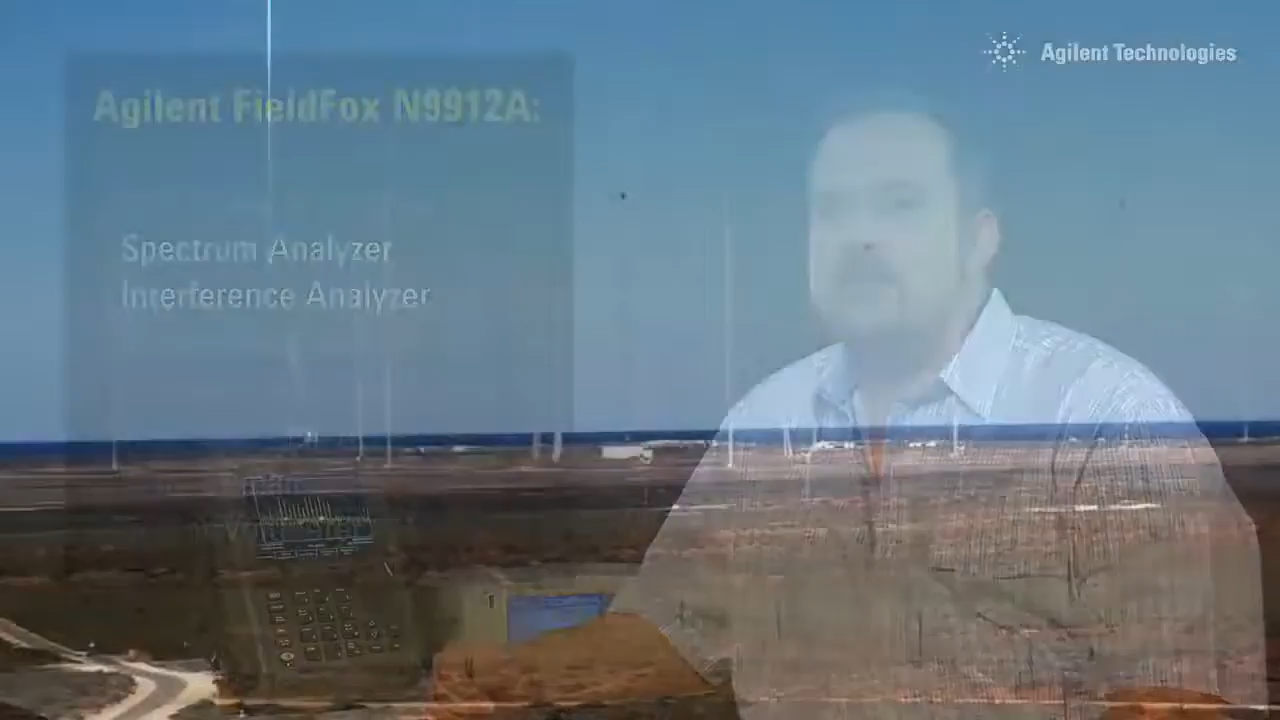 Agilent Technologies
Agilent FieldFox N9912A:
Spectrum Analyzer
Interference Analyzer